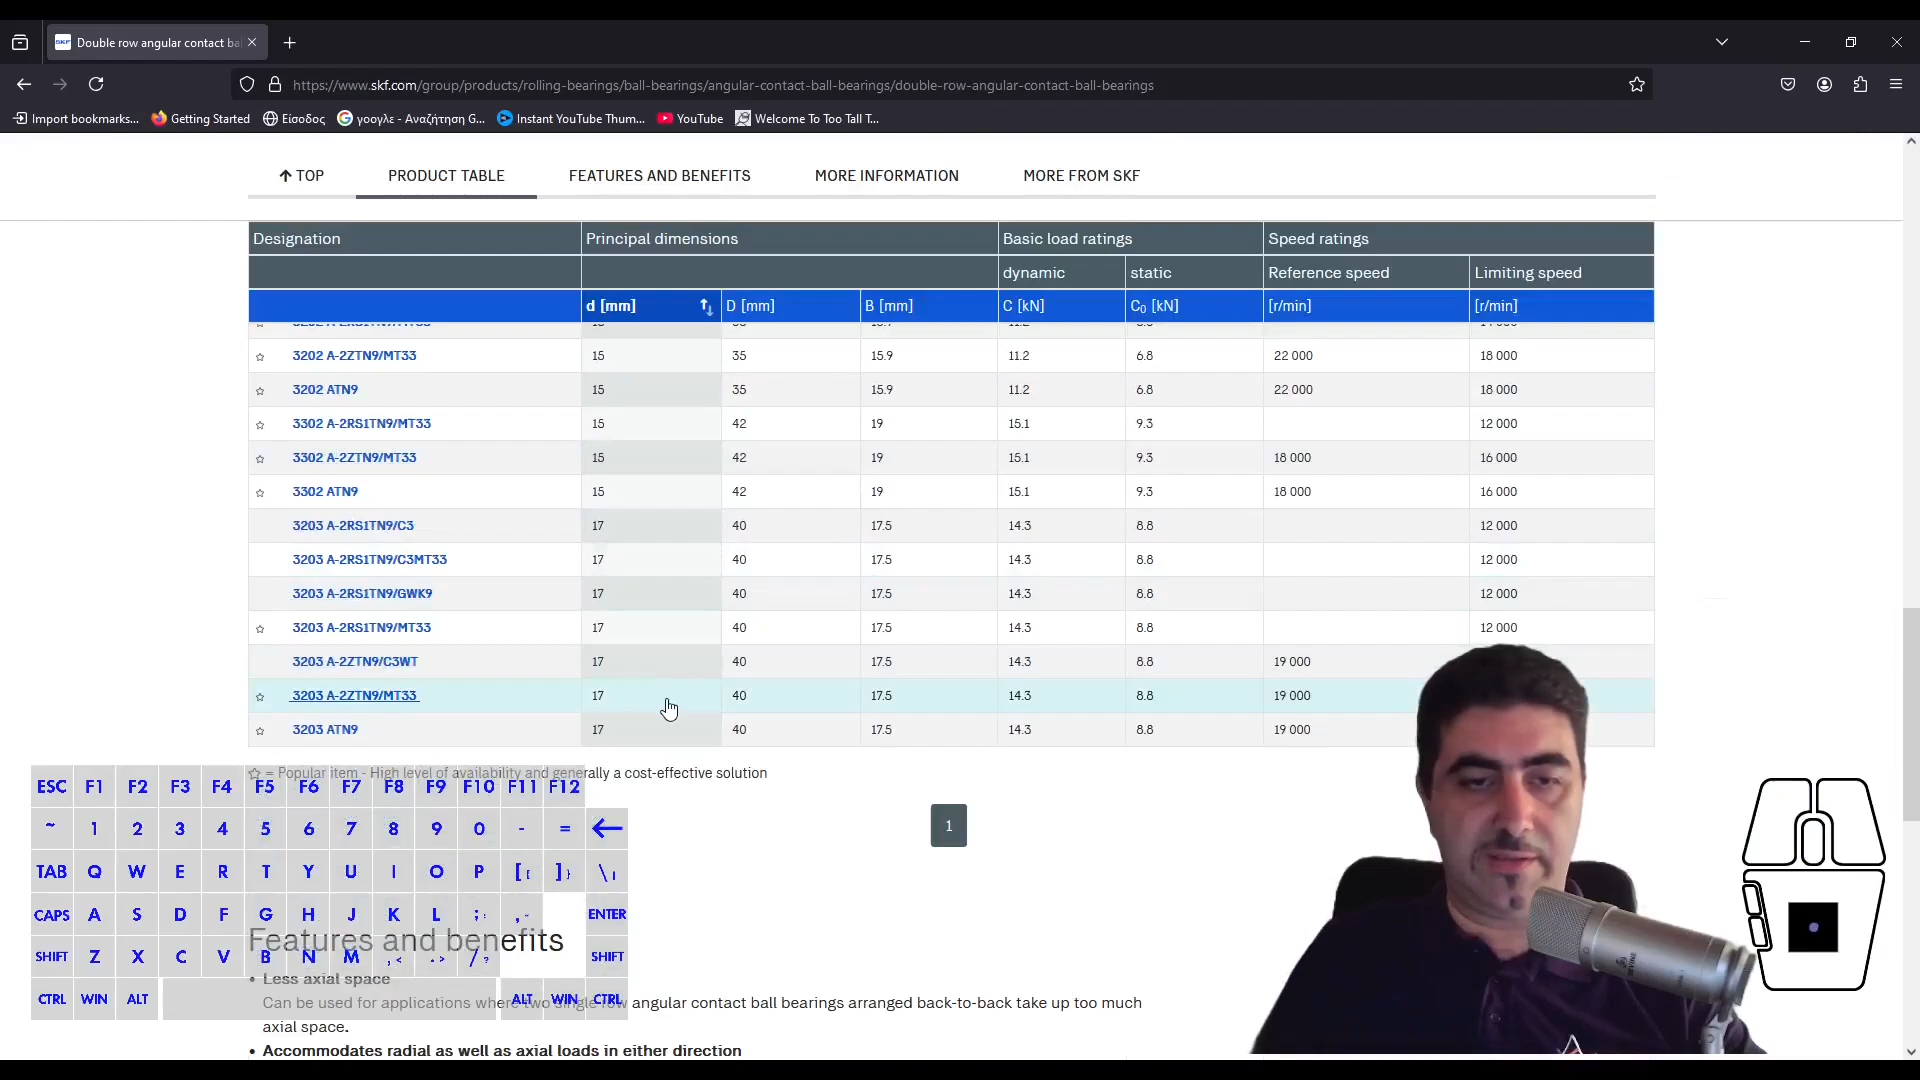 Double row angular contact ba
https://www.skf.com/group/products/rolling-bearings/ball-bearings/angular-contact-ball-bearings/double-row-angular-contact-ball-bearings
Import bookmarks... Getting Started Είσοδος γοογλε - Αναζήτηση G... Instant YouTube Thum... YouTube Welcome To Too Tall T...
TOP PRODUCT TABLE FEATURES AND BENEFITS MORE INFORMATION MORE FROM SKF
Designation Principal dimensions Basic load ratings Speed ratings
dynamic static Reference speed Limiting speed
d [mm] D [mm] B [mm] C [kN] C₀ [kN] [r/min] [r/min]
3202 A-2ZTN9/MT33 15 35 15.9 11.2 6.8 22 000 18 000
3202 ATN9 15 35 15.9 11.2 6.8 22 000 18 000
3302 A-2RS1TN9/MT33 15 42 19 15.1 9.3 12 000
3302 A-2ZTN9/MT33 15 42 19 15.1 9.3 18 000 16 000
3302 ATN9 15 42 19 15.1 9.3 18 000 16 000
3203 A-2RS1TN9/C3 17 40 17.5 14.3 8.8 12 000
3203 A-2RS1TN9/C3MT33 17 40 17.5 14.3 8.8 12 000
3203 A-2RS1TN9/GWK9 17 40 17.5 14.3 8.8 12 000
3203 A-2RS1TN9/MT33 17 40 17.5 14.3 8.8 12 000
3203 A-2ZTN9/C3WT 17 40 17.5 14.3 8.8 19 000
3203 A-2ZTN9/MT33 17 40 17.5 14.3 8.8 19 000
3203 ATN9 17 40 17.5 14.3 8.8 19 000
☆ = Popular item - High level of availability and generally a cost-effective solution
ESC F1 F2 F3 F4 F5 F6 F7 F8 F9 F10 F11 F12
1
~ 1 2 3 4 5 6 7 8 9 0 - = ←
TAB Q W E R T Y U I O P [{ ]} \|
CAPS A S D F G H J K L ;: ,- ENTER
Features and benefits
SHIFT Z X C V B N M ,< .> /? SHIFT
• Less axial space
CTRL WIN ALT ALT WIN CTRL
Can be used for applications where two single row angular contact ball bearings arranged back-to-back take up too much
axial space.
• Accommodates radial as well as axial loads in either direction